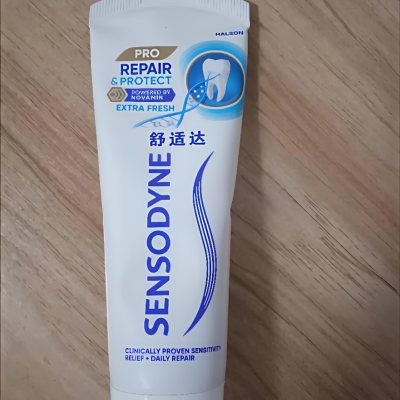 HALEON
PRO
REPAIR
& PROTECT
POWERED BY
NOVAMIN
EXTRA FRESH
舒适达
SENSODYNE
CLINICALLY PROVEN SENSITIVITY
RELIEF + DAILY REPAIR